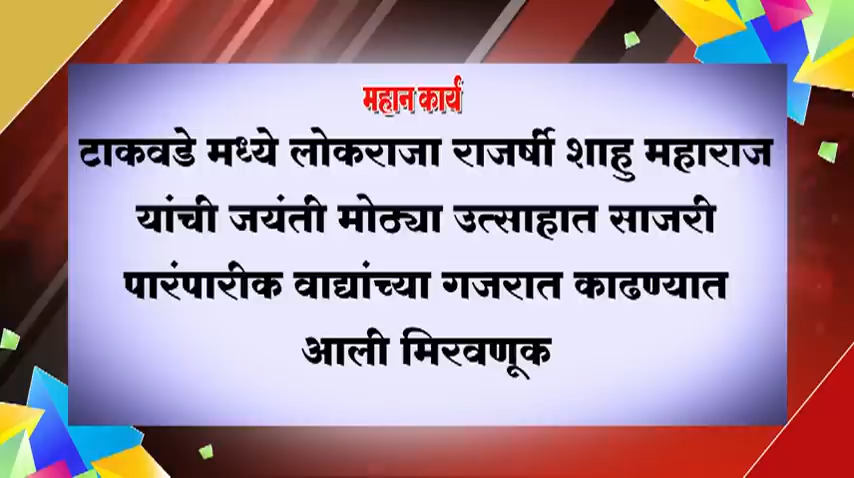 महान कार्य
टाकवडे मध्ये लोकराजा राजर्षी शाहु महाराज
यांची जयंती मोठ्या उत्साहात साजरी
पारंपारीक वाद्यांच्या गजरात काढण्यात
आली मिरवणूक